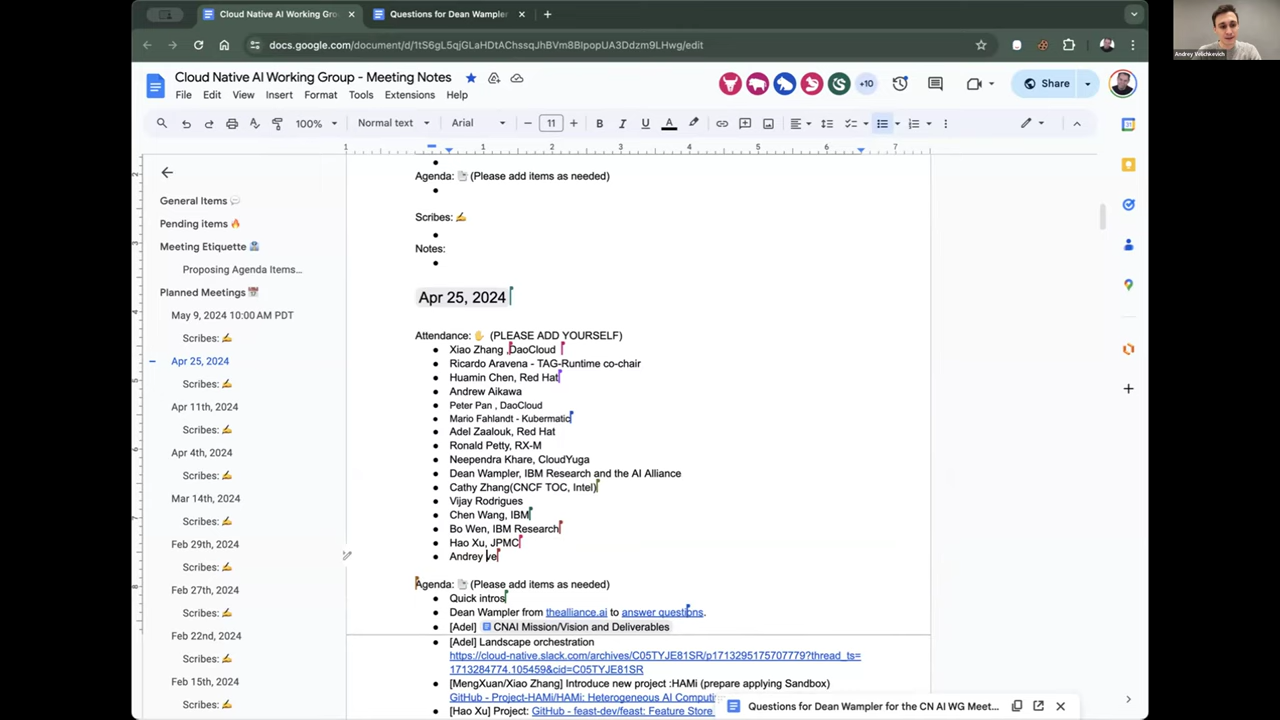 Cloud Native AI Working Gro
Questions for Dean Wampler
docs.google.com/document/d/1tS6gL5qjGLaHDtAChssqJhBVm8BlpopUA3Ddzm9LHwg/edit
Andrey Velichkevich
Cloud Native AI Working Group - Meeting Notes
+10
Share
File Edit View Insert Format Tools Extensions Help
100% Normal text Arial 11
1 1 2 3 4 5 6 7
General Items
Pending items
Meeting Etiquette
Proposing Agenda Items...
Planned Meetings
May 9, 2024 10:00 AM PDT
Scribes:
Apr 25, 2024
Scribes:
Apr 11th, 2024
Scribes:
Apr 4th, 2024
Scribes:
Mar 14th, 2024
Scribes:
Feb 29th, 2024
Scribes:
Feb 27th, 2024
Scribes:
Feb 22nd, 2024
Scribes:
Feb 15th, 2024
Scribes:
Agenda: (Please add items as needed)
Scribes:
Notes:
Apr 25, 2024
Attendance: (PLEASE ADD YOURSELF)
Xiao Zhang ,DaoCloud
Ricardo Aravena - TAG-Runtime co-chair
Huamin Chen, Red Hat
Andrew Aikawa
Peter Pan , DaoCloud
Mario Fahlandt - Kubermatic
Adel Zaalouk, Red Hat
Ronald Petty, RX-M
Neependra Khare, CloudYuga
Dean Wampler, IBM Research and the AI Alliance
Cathy Zhang(CNCF TOC, Intel)
Vijay Rodrigues
Chen Wang, IBM
Bo Wen, IBM Research
Hao Xu, JPMC
Andrey ve
Agenda: (Please add items as needed)
Quick intros
Dean Wampler from thealliance.ai to answer questions.
[Adel] CNAI Mission/Vision and Deliverables
[Adel] Landscape orchestration
https://cloud-native.slack.com/archives/C05TYJE81SR/p1713295175707779?thread_ts=
1713284774.105459&cid=C05TYJE81SR
[MengXuan/Xiao Zhang] Introduce new project :HAMi (prepare applying Sandbox)
GitHub - Project-HAMi/HAMi: Heterogeneous AI Computi
[Hao Xu] Project: GitHub - feast-dev/feast: Feature Store
Questions for Dean Wampler for the CN AI WG Meet...